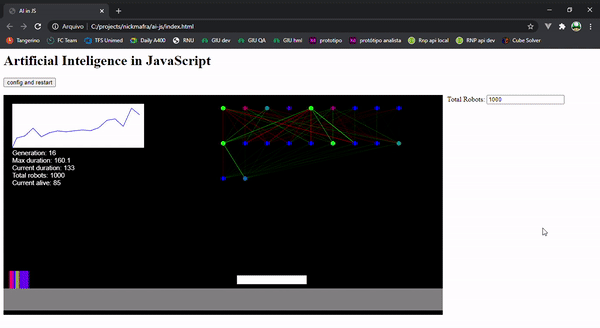 AI in JS
Arquivo | C:/projects/nickmafra/ai-js/index.html
Tangerino FC Team TFS Unimed Daily A400 RNU GIU dev GIU QA GIU hml prototipo protótipo analista Rnp api local RNP api dev Cube Solver
Artificial Inteligence in JavaScript
config and restart
Total Robots: 1000
Generation: 16
Max duration: 160.1
Current duration: 133
Total robots: 1000
Current alive: 85